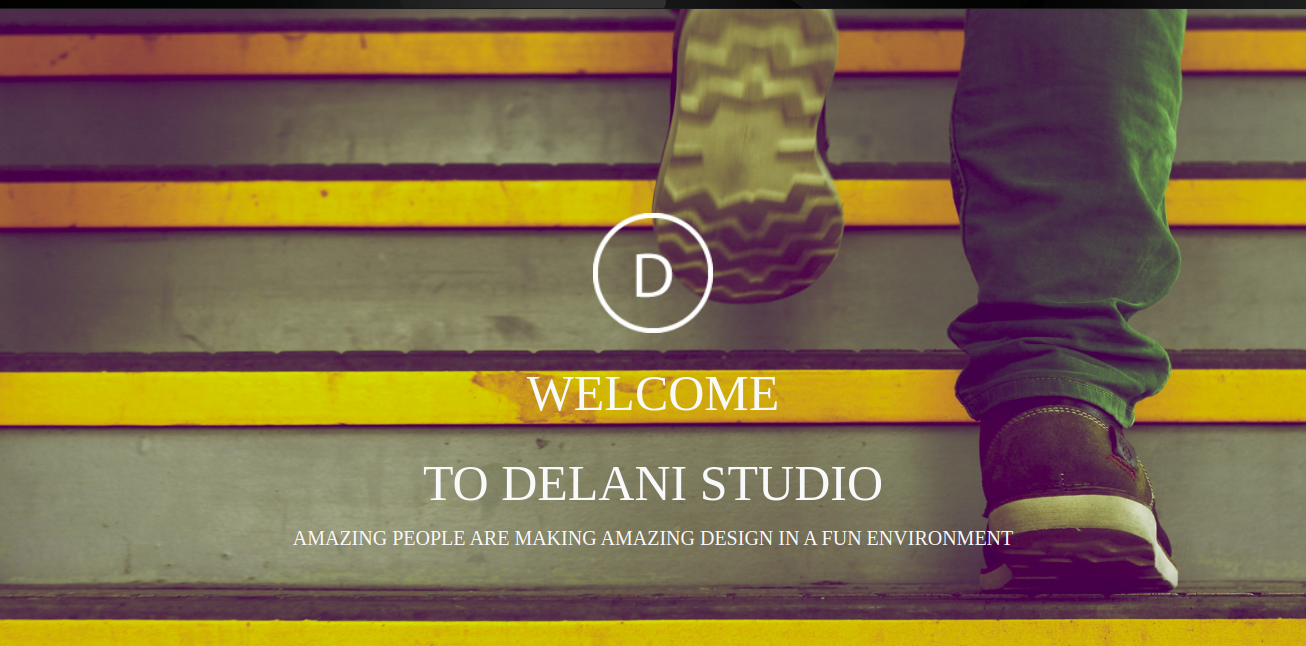 D
WELCOME
TO DELANI STUDIO
AMAZING PEOPLE ARE MAKING AMAZING DESIGN IN A FUN ENVIRONMENT